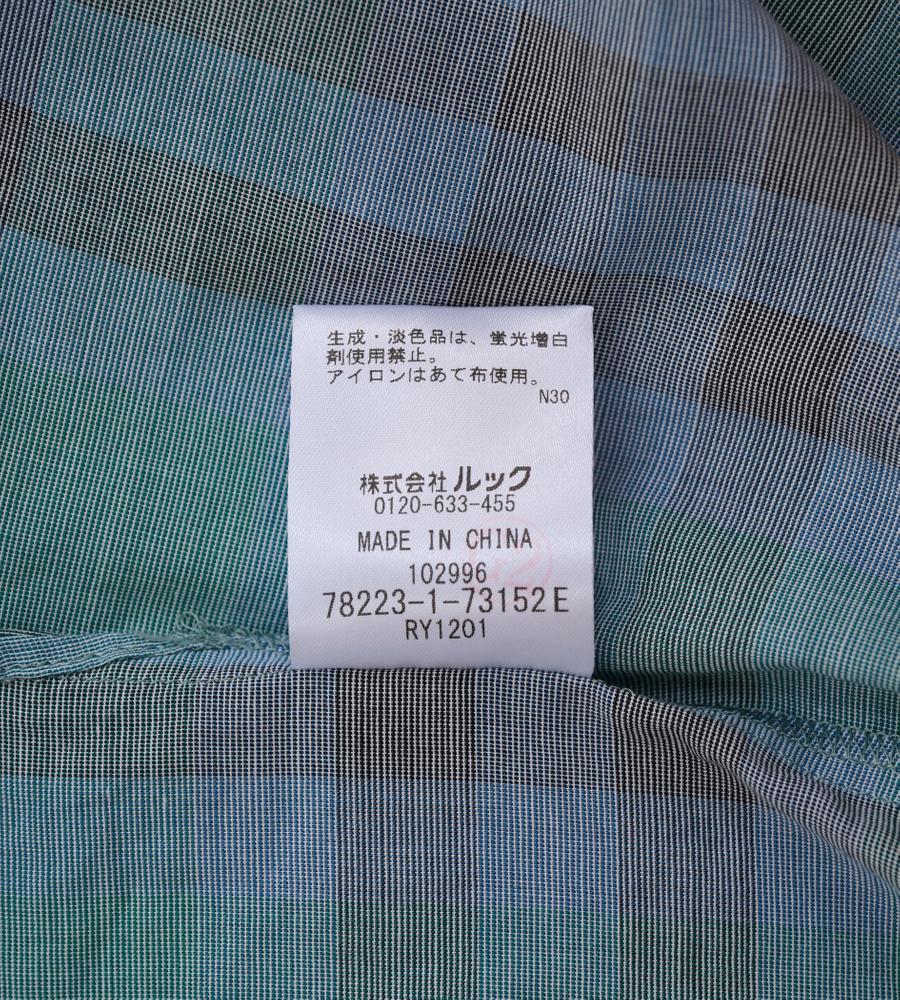 生成・淡色品は、蛍光増白
剤使用禁止。
アイロンはあて布使用。
N30
株式会社ルック
0120-633-455
MADE IN CHINA
102996
78223-1-73152E
RY1201